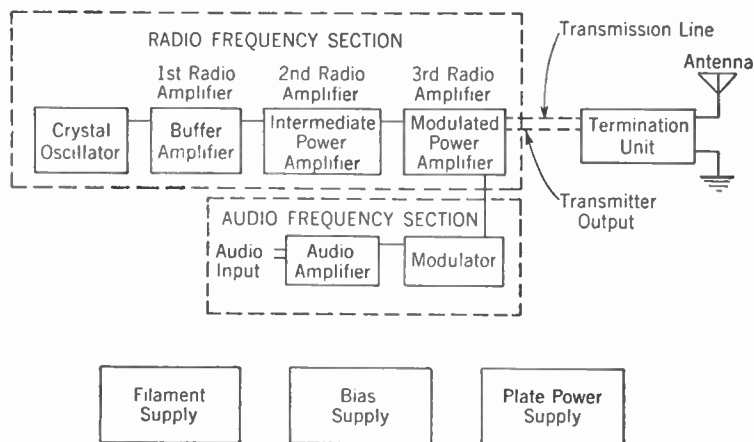 RADIO FREQUENCY SECTION
Transmission Line
Antenna
1st Radio
Amplifier
2nd Radio
Amplifier
3rd Radio
Amplifier
Crystal
Oscillator
Buffer
Amplifier
Intermediate
Power
Amplifier
Modulated
Power
Amplifier
Termination
Unit
Transmitter
Output
AUDIO FREQUENCY SECTION
Audio
Input
Audio
Amplifier
Modulator
Filament
Supply
Bias
Supply
Plate Power
Supply